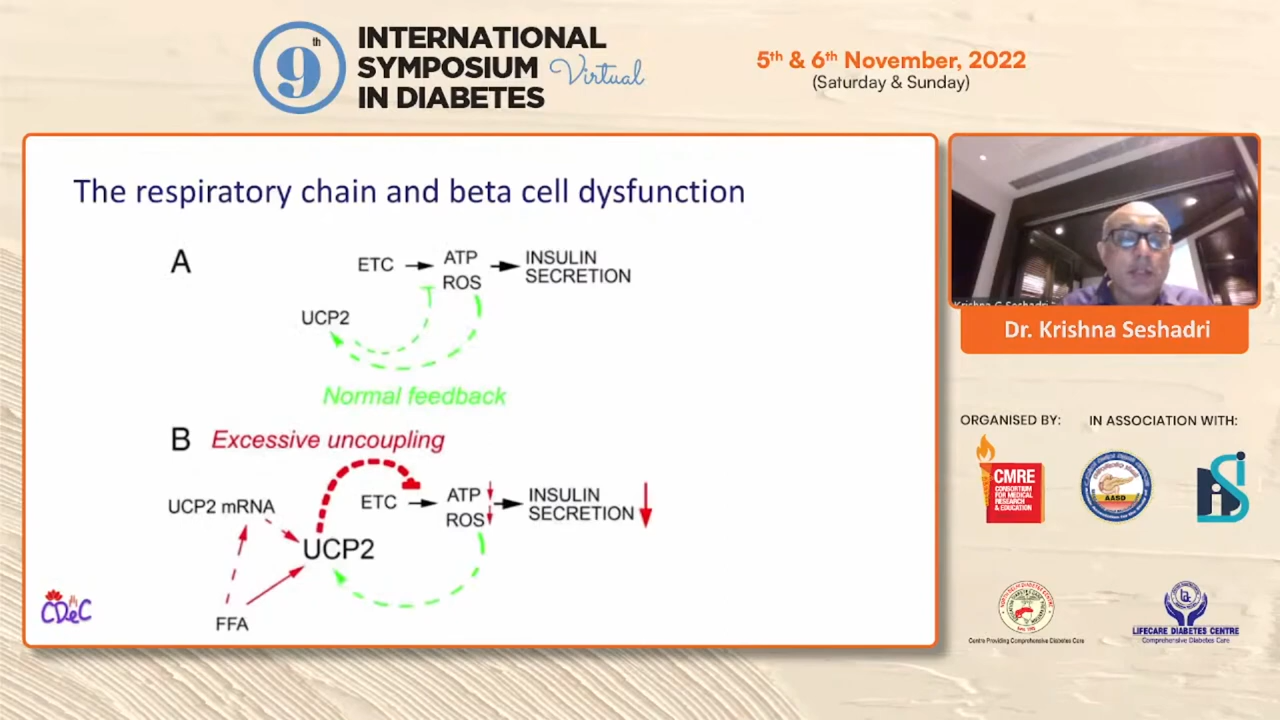 9th
INTERNATIONAL
SYMPOSIUM Virtual
IN DIABETES
5th & 6th November, 2022
(Saturday & Sunday)
The respiratory chain and beta cell dysfunction
A
ETC
ATP
ROS
INSULIN
SECRETION
UCP2
Normal feedback
B
Excessive uncoupling
UCP2 mRNA
ETC
ATP
ROS
INSULIN
SECRETION
UCP2
FFA
CDeC
Dr. Krishna Seshadri
ORGANISED BY:
IN ASSOCIATION WITH:
CMRE
CONSORTIUM
FOR MEDICAL
RESEARCH
& EDUCATION
AASD
Centre Providing Comprehensive Diabetes Care
LIFECARE DIABETES CENTRE
Comprehensive Diabetes Care